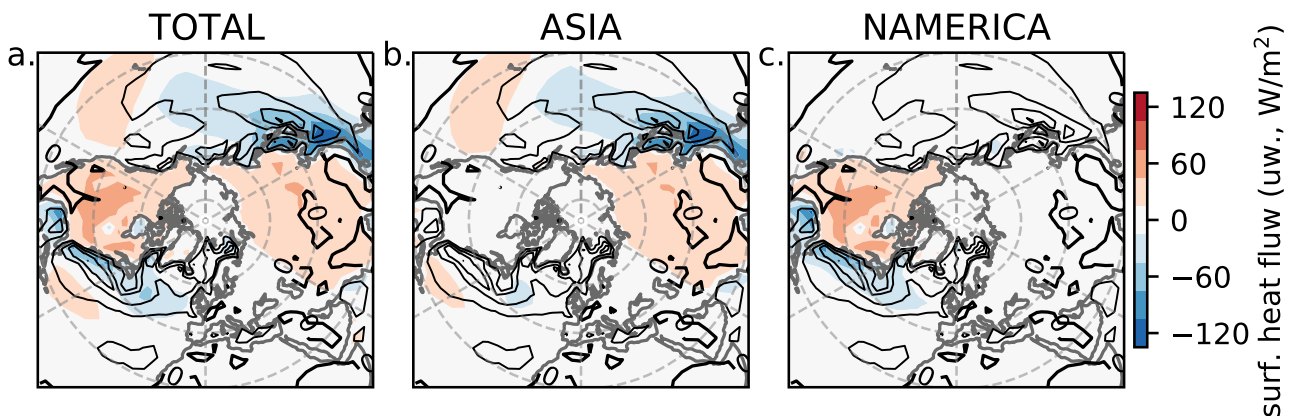 TOTAL
ASIA
NAMERICA
a.
b.
c.
120
60
0
−60
−120
surf. heat fluw (uw., W/m²)